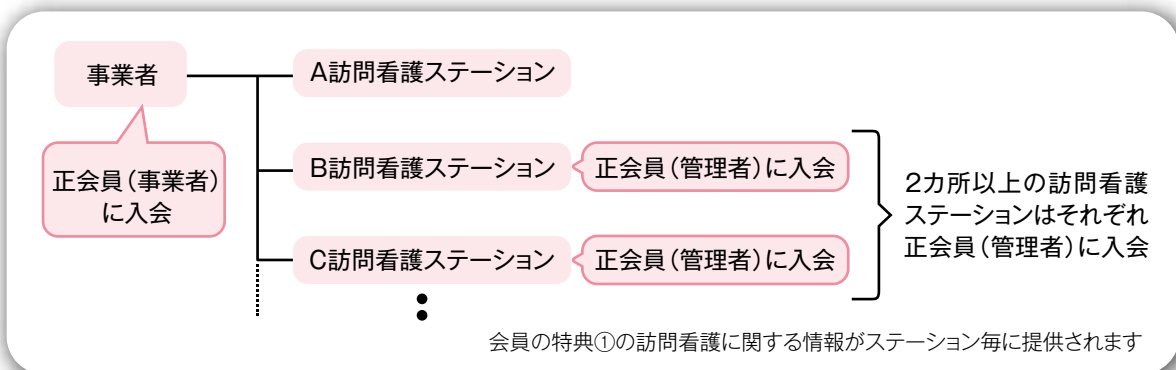 事業者
A訪問看護ステーション
正会員（事業者）
に入会
B訪問看護ステーション
正会員（管理者）に入会
C訪問看護ステーション
正会員（管理者）に入会
2カ所以上の訪問看護
ステーションはそれぞれ
正会員（管理者）に入会
会員の特典①の訪問看護に関する情報がステーション毎に提供されます